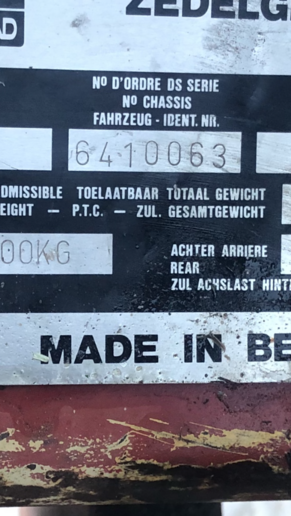 ZEDELG
Nº D'ORDRE DS SERIE
Nº CHASSIS
FAHRZEUG - IDENT. NR.
6410063
DMISSIBLE TOELAATBAAR TOTAAL GEWICHT
EIGHT — P.T.C. — ZUL. GESAMTGEWICHT
00KG
ACHTER ARRIERE
REAR
ZUL ACHSLAST HINT
MADE IN BE